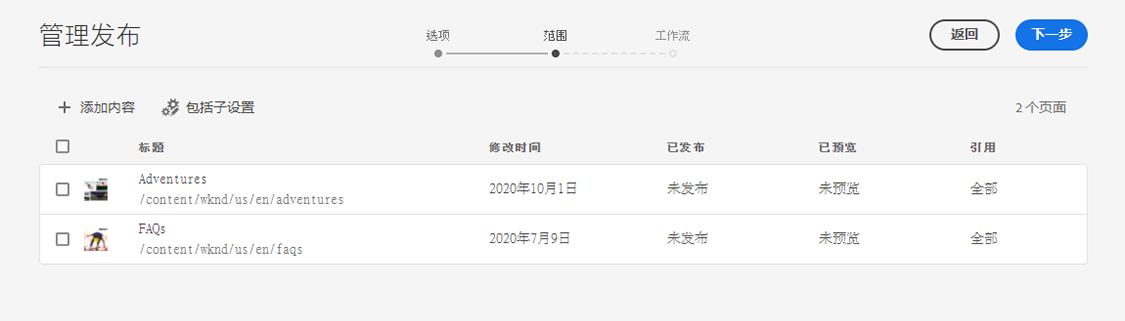 管理发布
选项 范围 工作流
返回 下一步
添加内容 包括子设置 2 个页面
标题 修改时间 已发布 已预览 引用
Adventures
/content/wknd/us/en/adventures
2020年10月1日 未发布 未预览 全部
FAQs
/content/wknd/us/en/faqs
2020年7月9日 未发布 未预览 全部